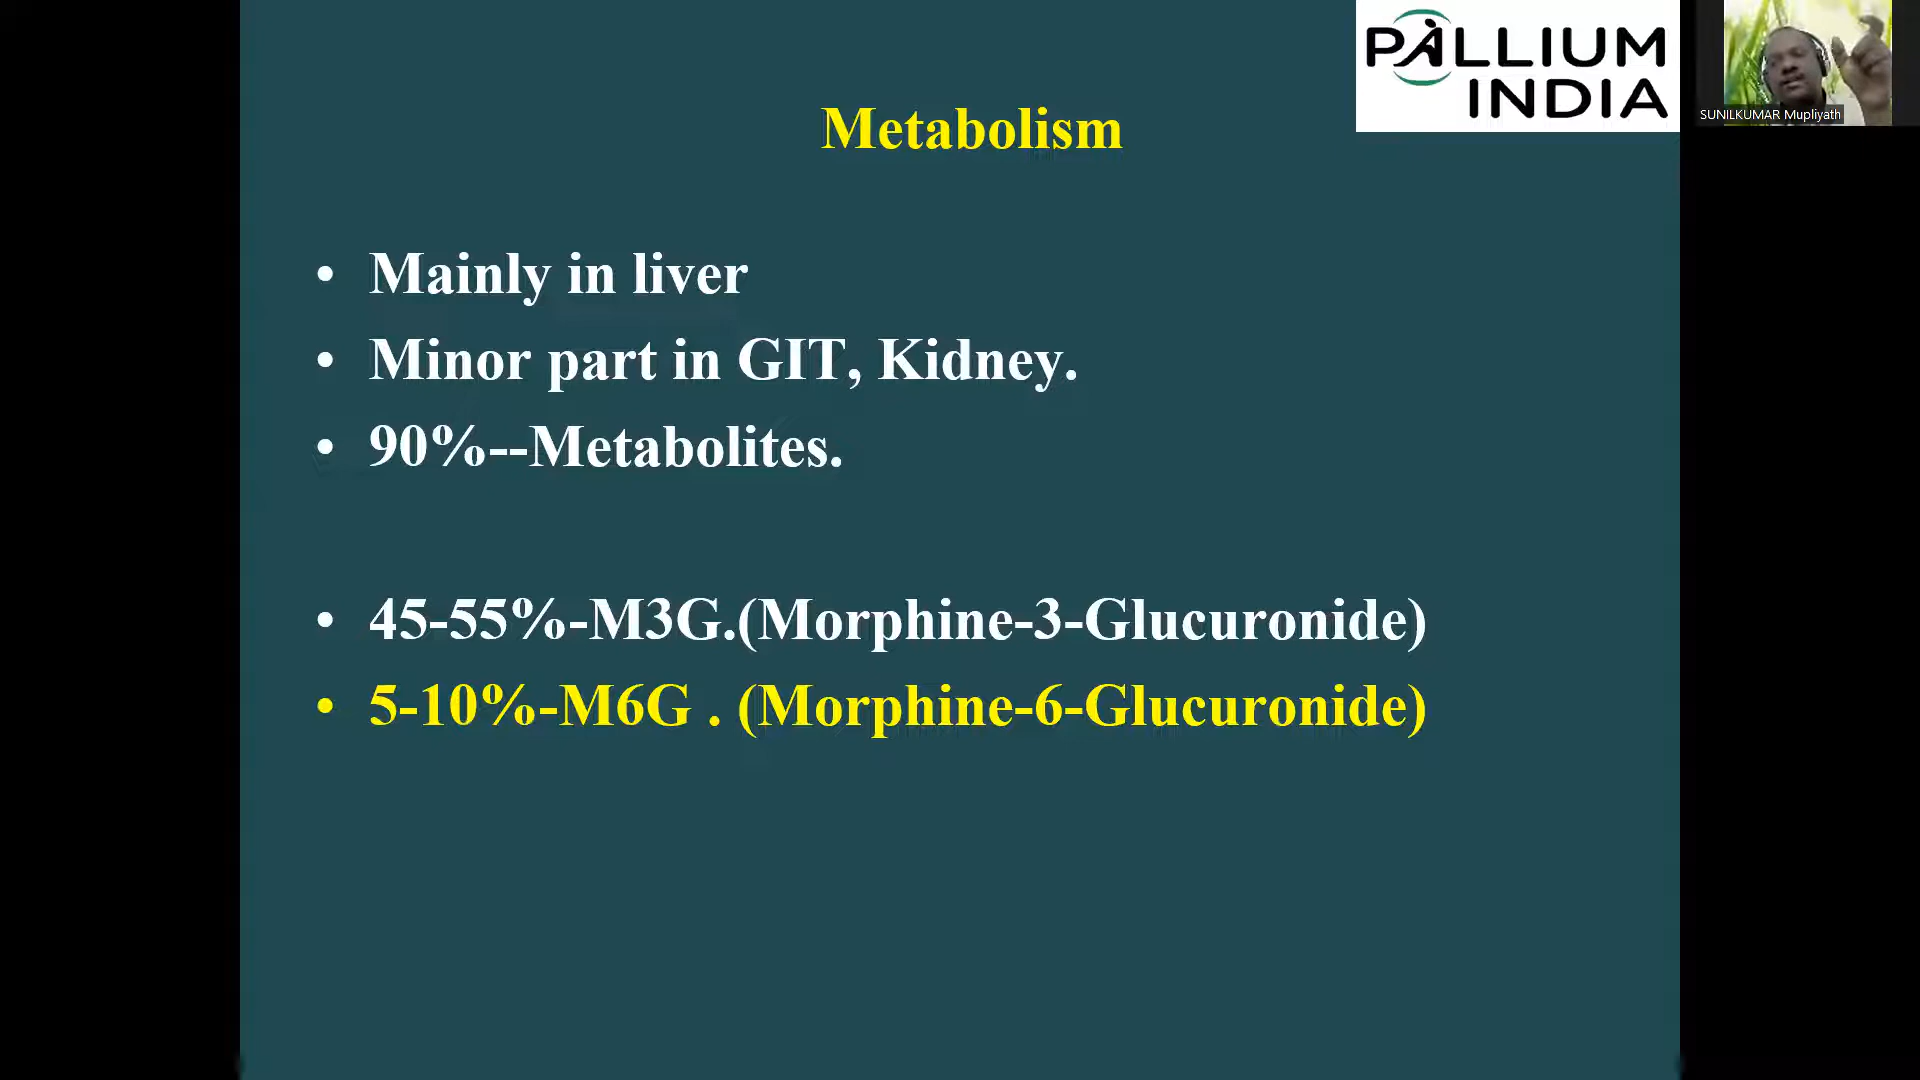 PALLIUM
INDIA
SUNILKUMAR Mupliyath
Metabolism
• Mainly in liver
• Minor part in GIT, Kidney.
• 90%--Metabolites.
• 45-55%-M3G.(Morphine-3-Glucuronide)
• 5-10%-M6G . (Morphine-6-Glucuronide)